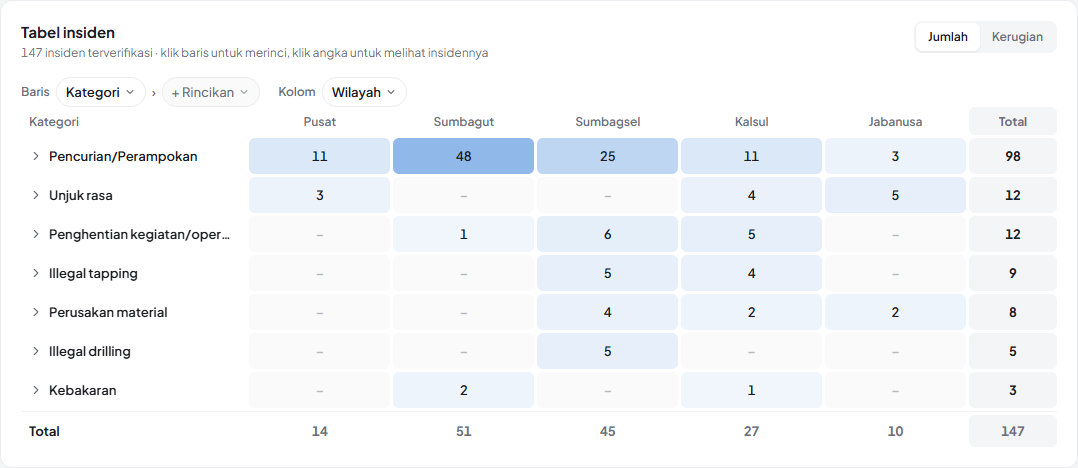 Tabel insiden
147 insiden terverifikasi · klik baris untuk merinci, klik angka untuk melihat insidennya
Jumlah Kerugian
Baris Kategori › + Rincikan Kolom Wilayah
Kategori Pusat Sumbagut Sumbagsel Kalsul Jabanusa Total
Pencurian/Perampokan 11 48 25 11 3 98
Unjuk rasa 3 – – 4 5 12
Penghentian kegiatan/oper... – 1 6 5 – 12
Illegal tapping – – 5 4 – 9
Perusakan material – – 4 2 2 8
Illegal drilling – – 5 – – 5
Kebakaran – 2 – 1 – 3
Total 14 51 45 27 10 147